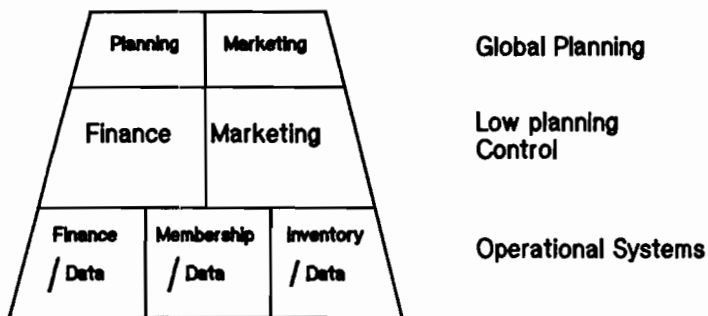 Planning Marketing Global Planning
Finance Marketing Low planning
Control
Finance Membership Inventory Operational Systems
/ Data / Data / Data